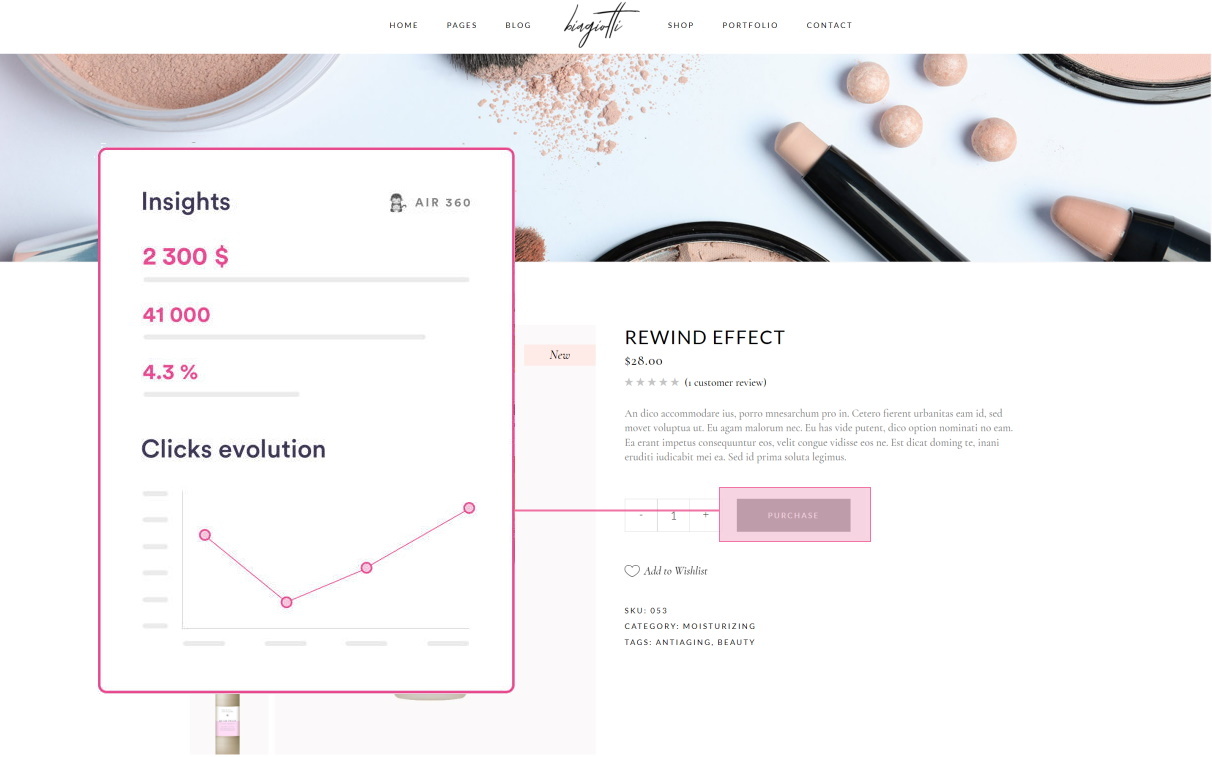 HOME PAGES BLOG biagiotti SHOP PORTFOLIO CONTACT
Insights AIR 360
2 300 $
41 000
4.3 %
Clicks evolution
New
REWIND EFFECT
$28.00
(1 customer review)
An dico accommodare ius, porro mnesarchum pro in. Cetero fierent urbanitas eam id, sed
movet voluptua ut. Eu agam malorum nec. Eu has vide putent, dico option nominati no eam.
Ea erant impetus consequuntur eos, velit congue vidisse eos ne. Est dicat doming te, inani
eruditi iudicabit mei ea. Sed id prima soluta legimus.
- 1 + PURCHASE
Add to Wishlist
SKU: 053
CATEGORY: MOISTURIZING
TAGS: ANTIAGING, BEAUTY